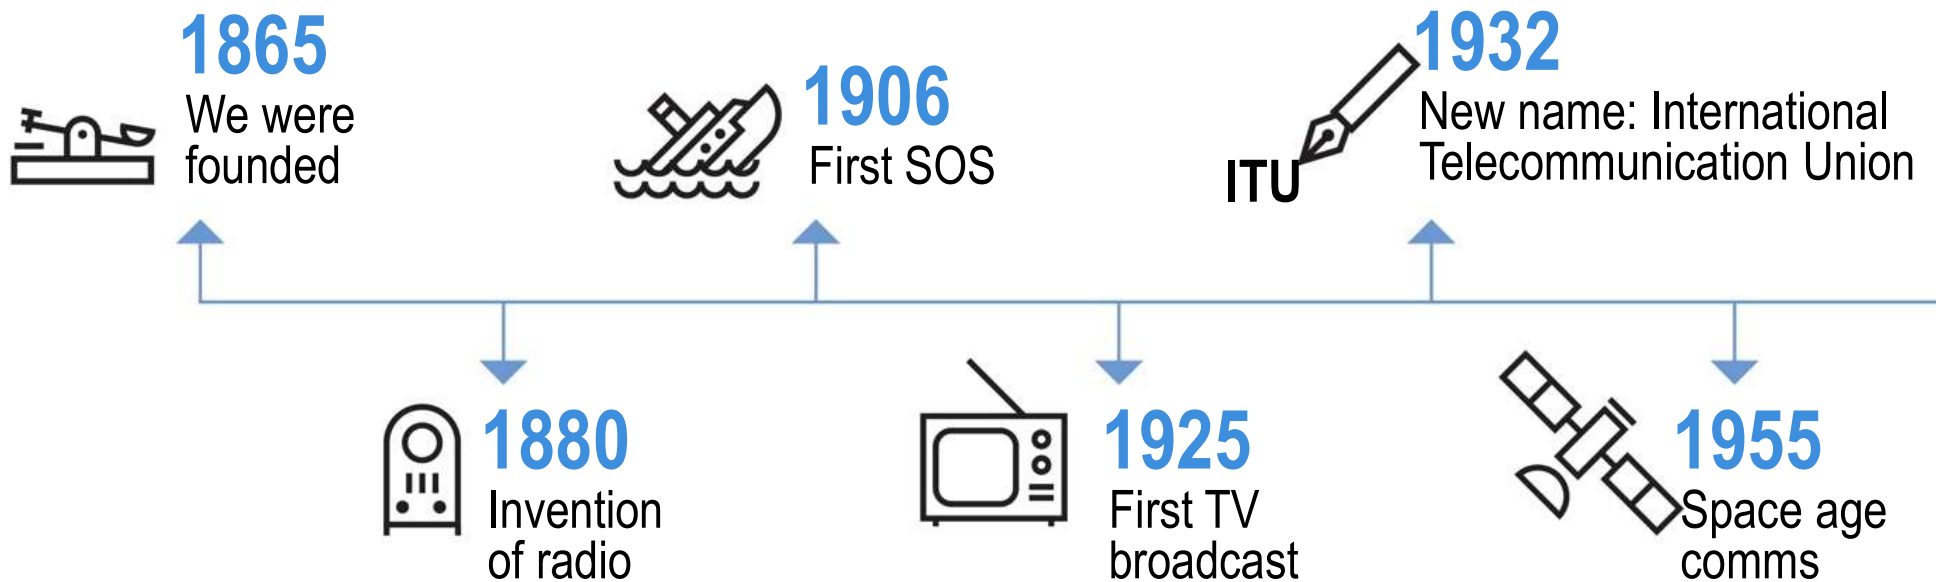 1865
We were
founded
1880
Invention
of radio
1906
First SOS
1925
First TV
broadcast
ITU
1932
New name: International
Telecommunication Union
1955
Space age
comms